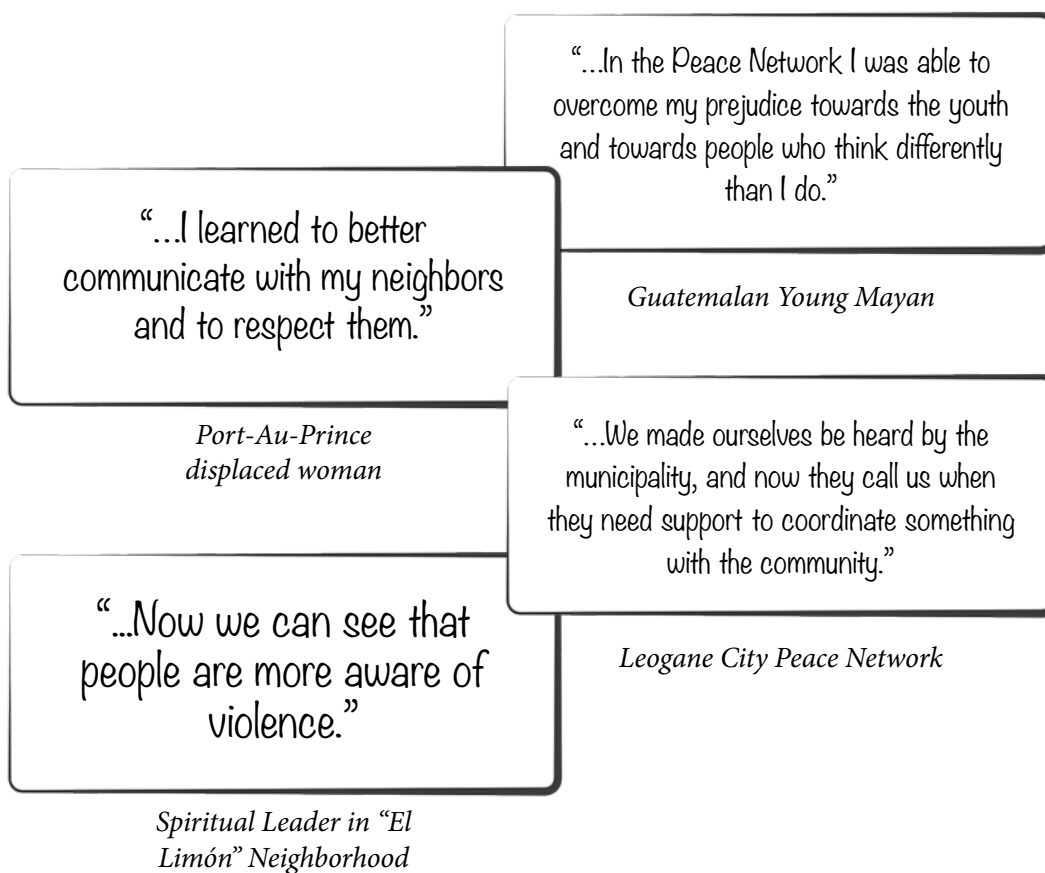 “...In the Peace Network I was able to
overcome my prejudice towards the youth
and towards people who think differently
than I do.”
Guatemalan Young Mayan
“...I learned to better
communicate with my neighbors
and to respect them.”
Port-Au-Prince
displaced woman
“...We made ourselves be heard by the
municipality, and now they call us when
they need support to coordinate something
with the community.”
Leogane City Peace Network
“...Now we can see that
people are more aware of
violence.”
Spiritual Leader in “El
Limón” Neighborhood